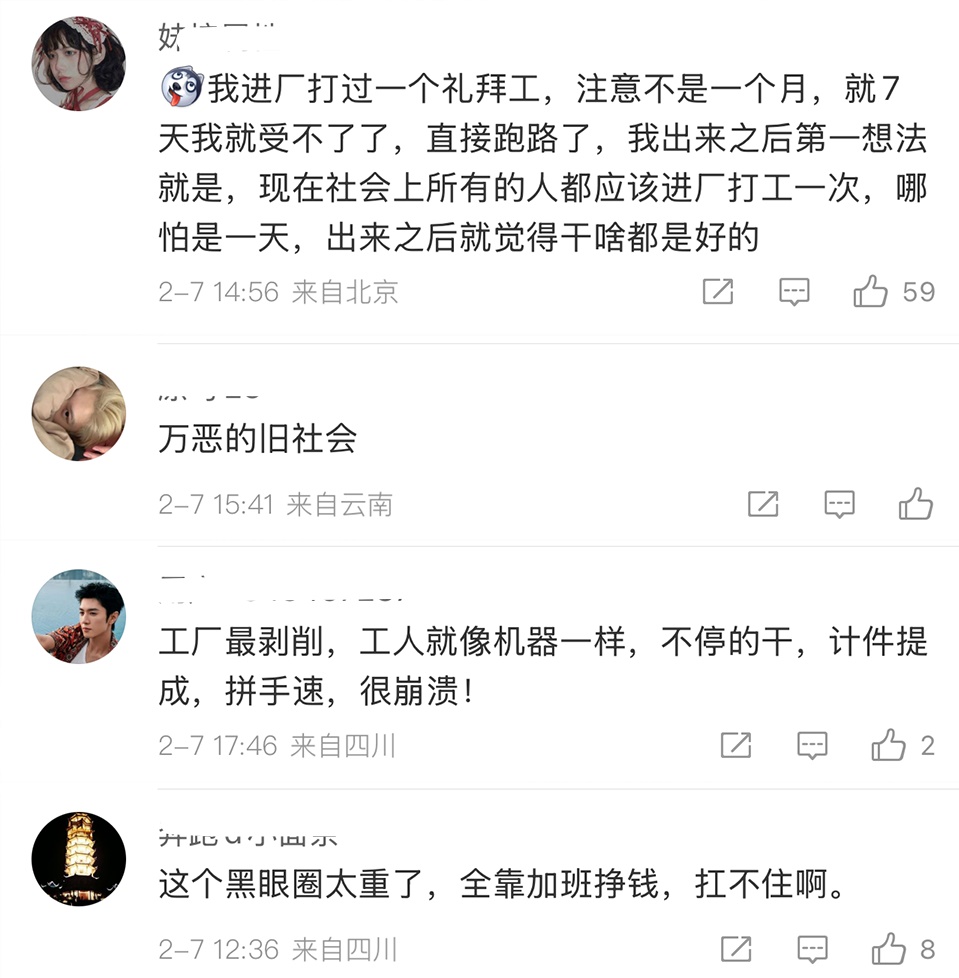 我进厂打过一个礼拜工，注意不是一个月，就7
天我就受不了了，直接跑路了，我出来之后第一想法
就是，现在社会上所有的人都应该进厂打工一次，哪
怕是一天，出来之后就觉得干啥都是好的
2-7 14:56 来自北京
59
万恶的旧社会
2-7 15:41 来自云南
工厂最剥削，工人就像机器一样，不停的干，计件提
成，拼手速，很崩溃！
2-7 17:46 来自四川
2
这个黑眼圈太重了，全靠加班挣钱，扛不住啊。
2-7 12:36 来自四川
8